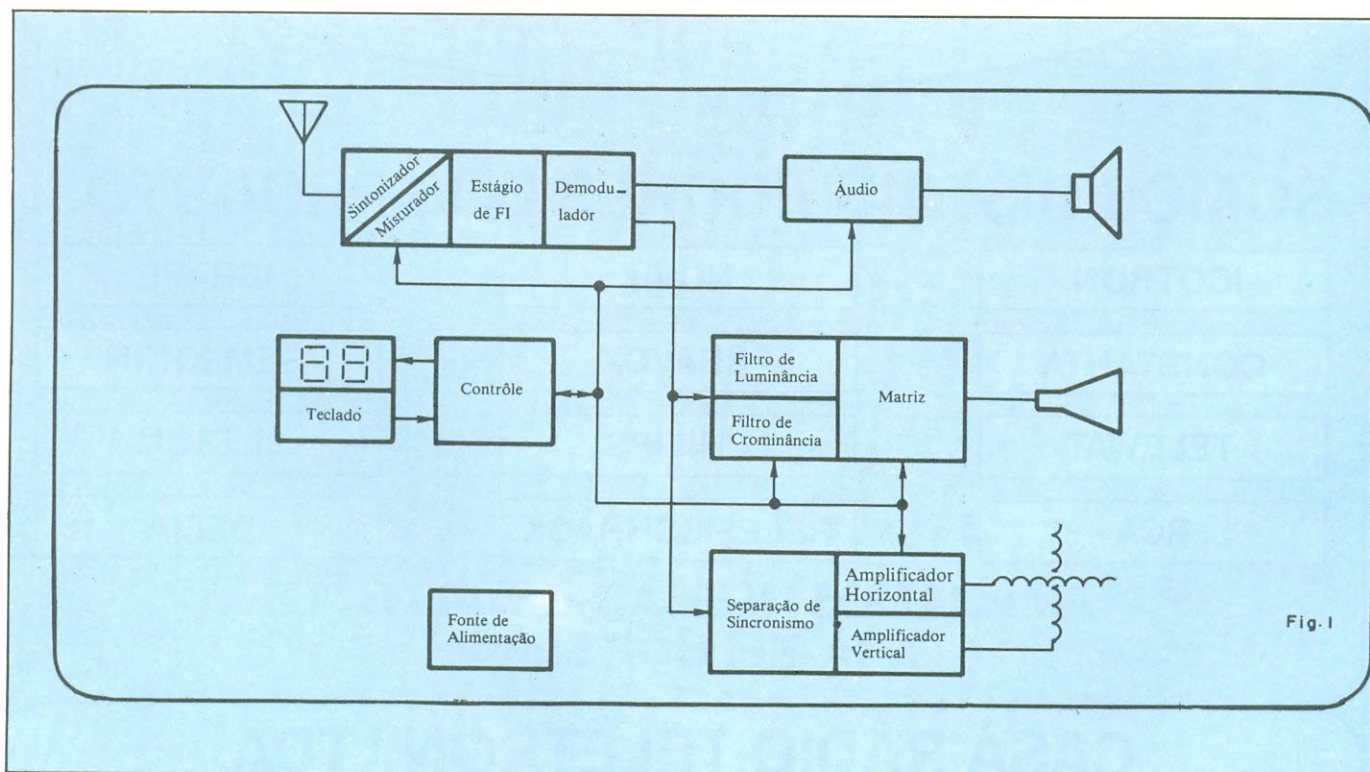 Sintonizador
Misturador
Estágio
de FI
Demodu-
lador
Áudio
88
Teclado
Contrôle
Filtro de
Luminância
Filtro de
Crominância
Matriz
Separação de
Sincronismo
Amplificador
Horizontal
Amplificador
Vertical
Fonte de
Alimentação
Fig. 1